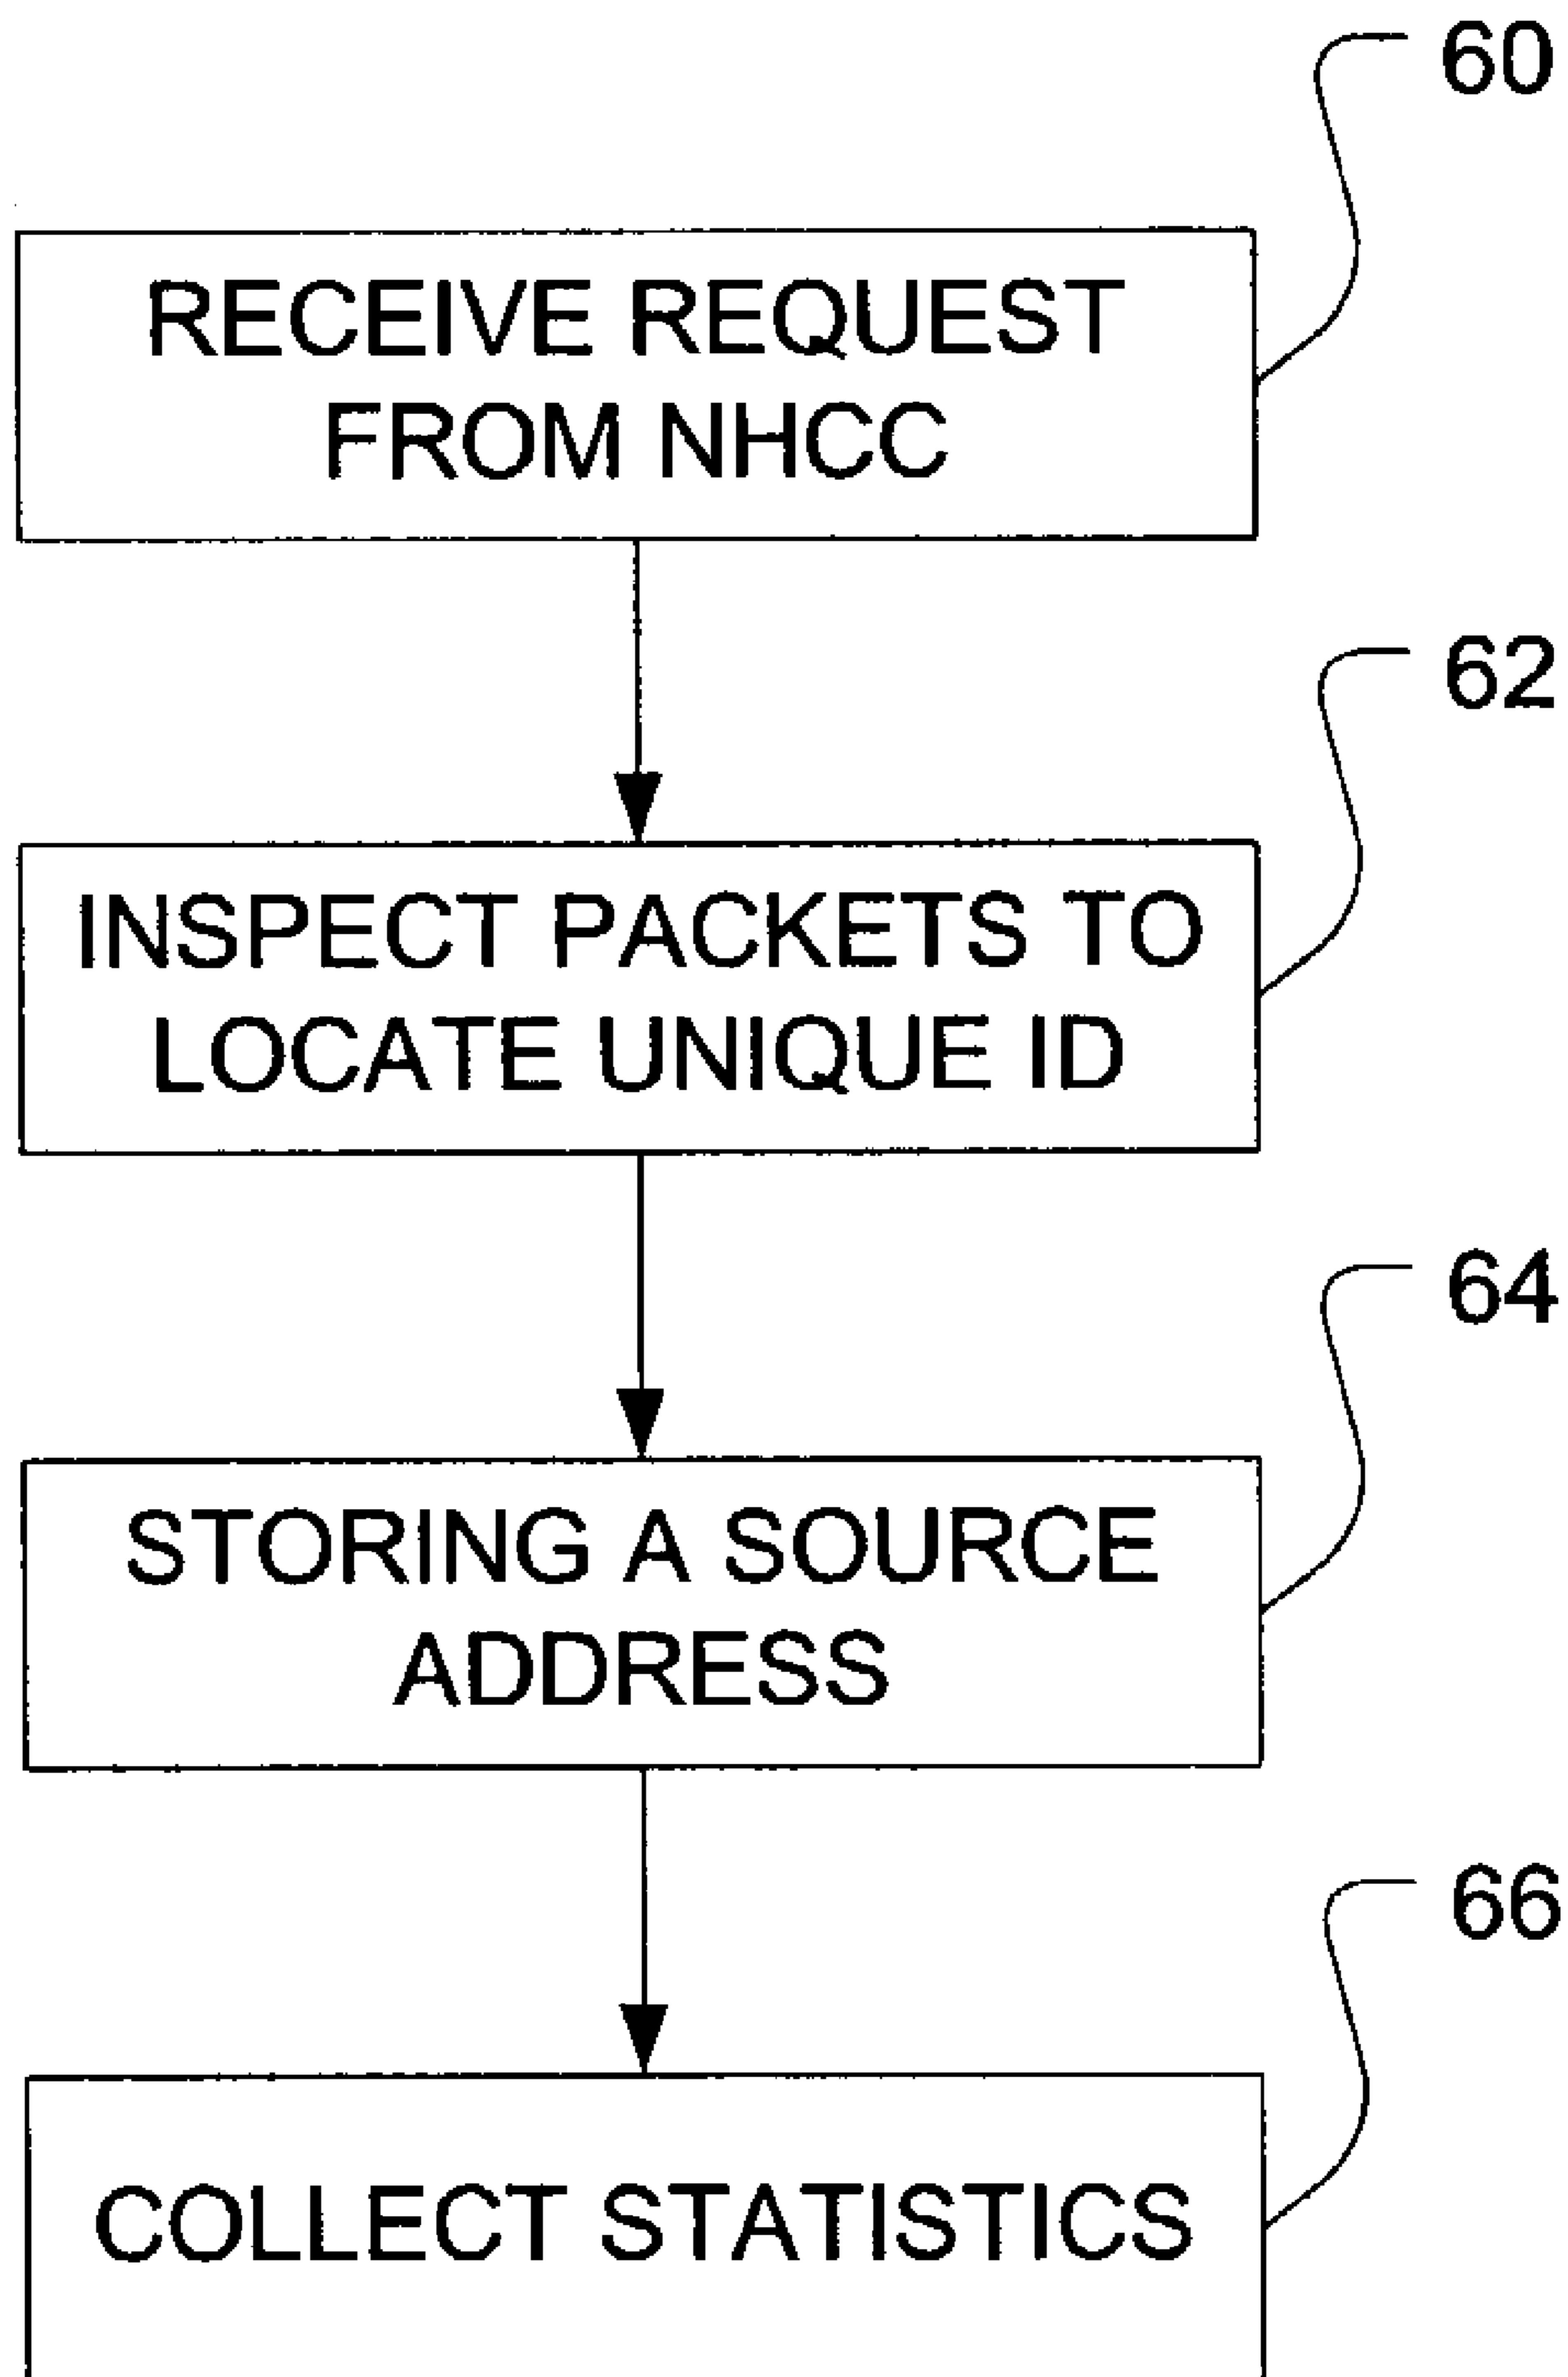 60
RECEIVE REQUEST
FROM NHCC
62
INSPECT PACKETS TO
LOCATE UNIQUE ID
64
STORING A SOURCE
ADDRESS
66
COLLECT STATISTICS